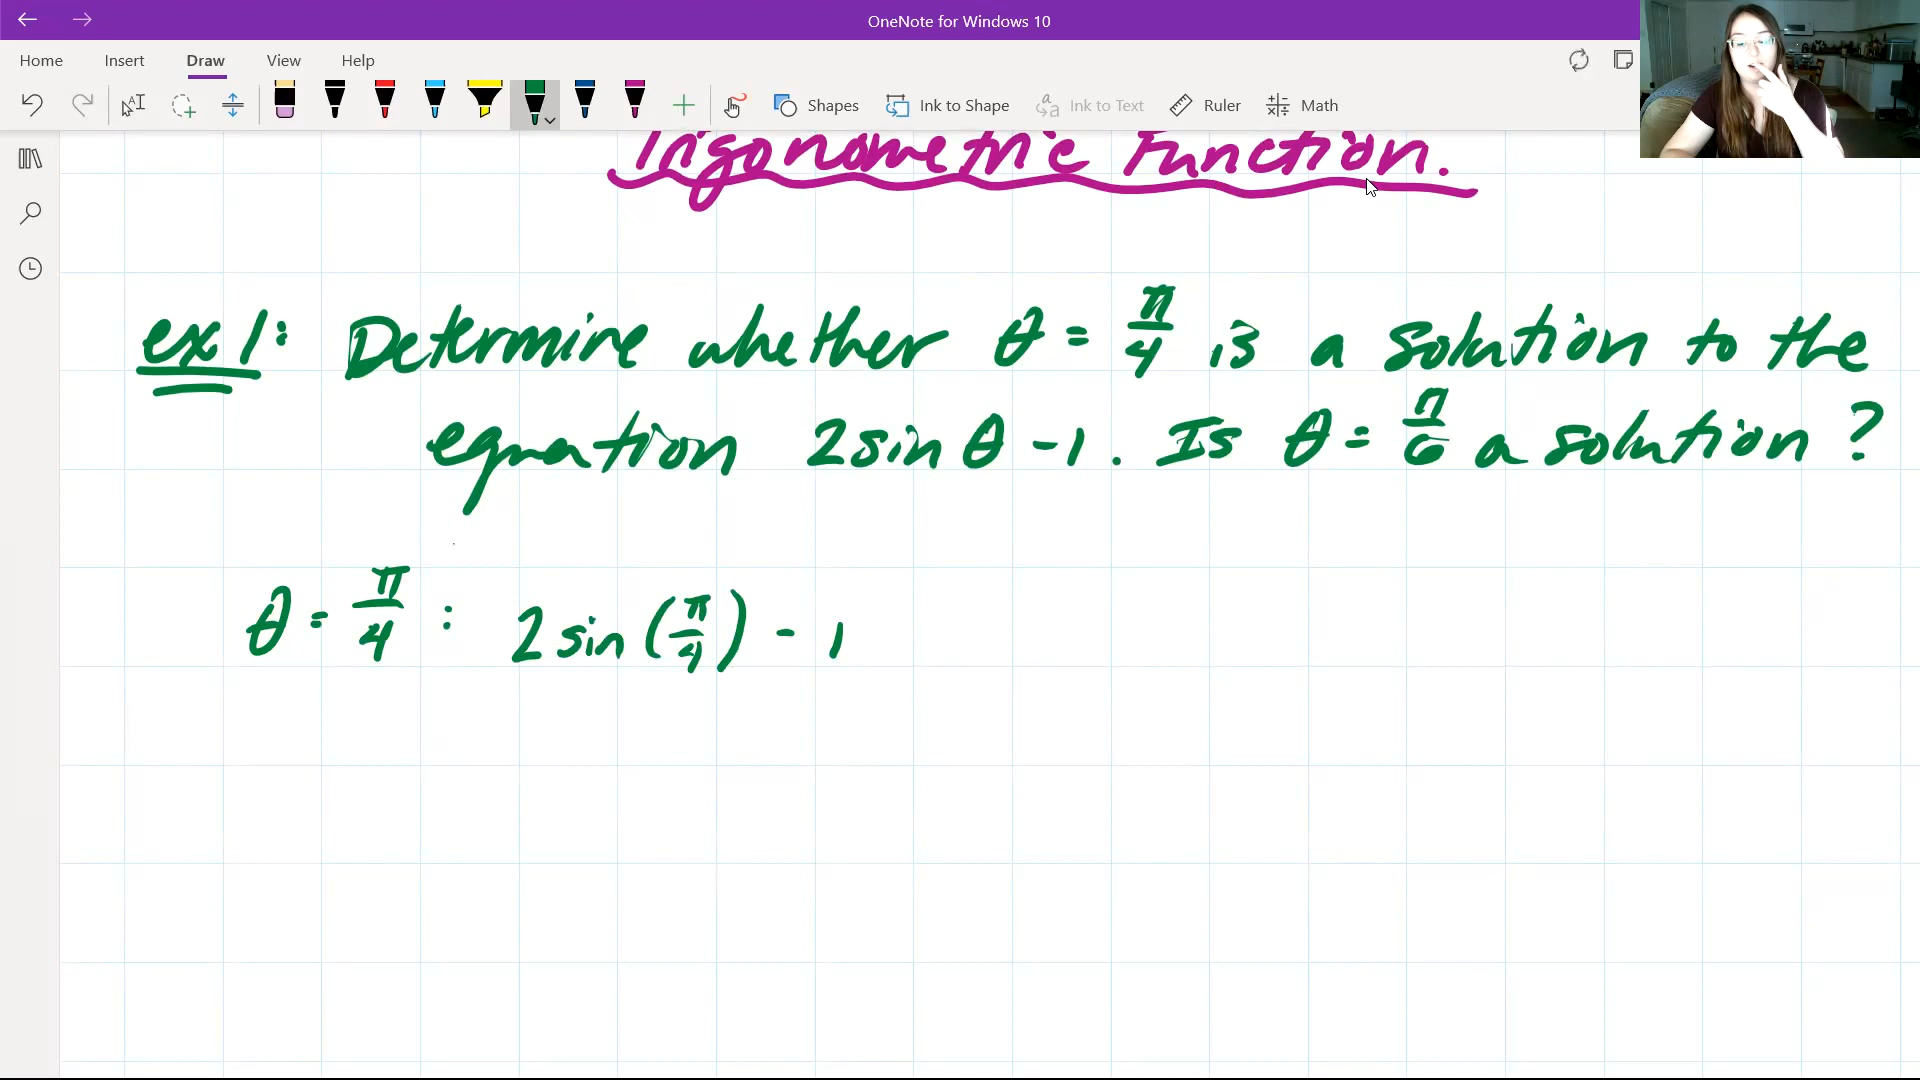 OneNote for Windows 10
Home Insert Draw View Help
Shapes Ink to Shape Ink to Text Ruler Math
Trigonometric Function.
ex 1: Determine whether θ = π/4 is a solution to the
equation 2sin θ - 1. Is θ = π/6 a solution?
θ = π/4 : 2 sin (π/4) - 1